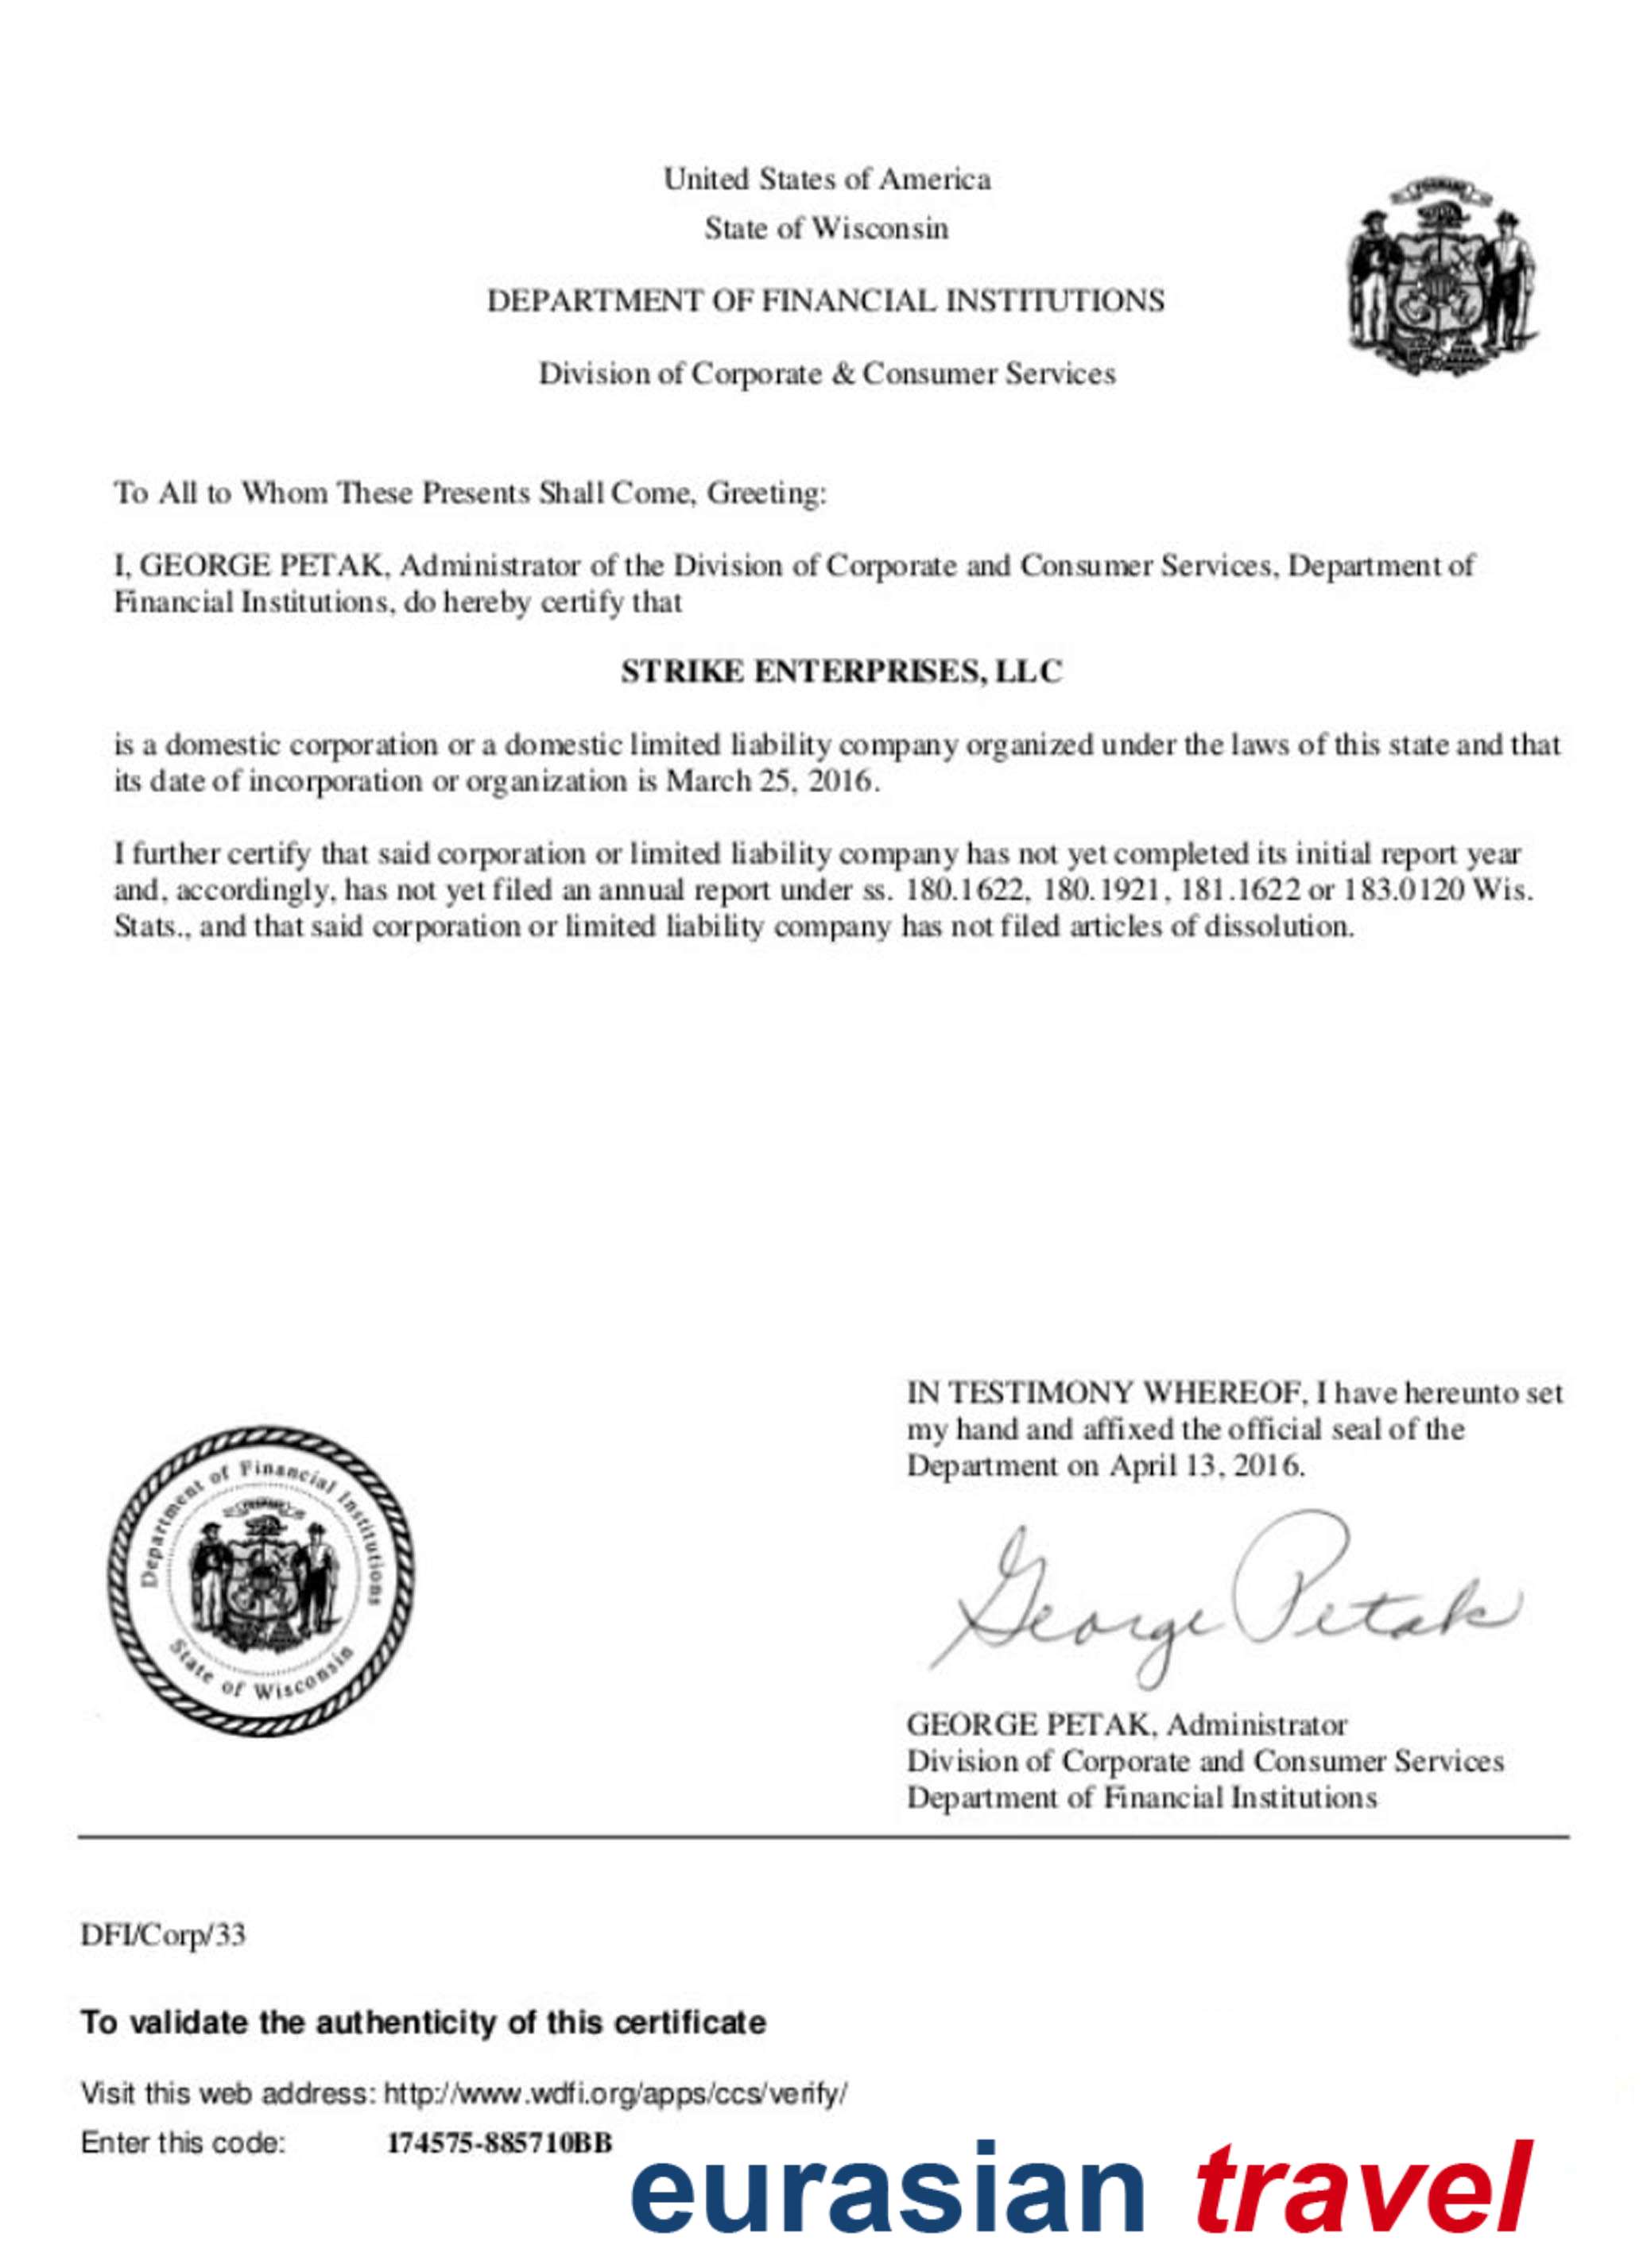 United States of America
State of Wisconsin
DEPARTMENT OF FINANCIAL INSTITUTIONS
Division of Corporate & Consumer Services
FORWARD
To All to Whom These Presents Shall Come, Greeting:
I, GEORGE PETAK, Administrator of the Division of Corporate and Consumer Services, Department of
Financial Institutions, do hereby certify that
STRIKE ENTERPRISES, LLC
is a domestic corporation or a domestic limited liability company organized under the laws of this state and that
its date of incorporation or organization is March 25, 2016.
I further certify that said corporation or limited liability company has not yet completed its initial report year
and, accordingly, has not yet filed an annual report under ss. 180.1622, 180.1921, 181.1622 or 183.0120 Wis.
Stats., and that said corporation or limited liability company has not filed articles of dissolution.
IN TESTIMONY WHEREOF, I have hereunto set
my hand and affixed the official seal of the
Department on April 13, 2016.
Department of Financial Institutions
State of Wisconsin
George Petak
GEORGE PETAK, Administrator
Division of Corporate and Consumer Services
Department of Financial Institutions
DFI/Corp/33
To validate the authenticity of this certificate
Visit this web address: http://www.wdfi.org/apps/ccs/verify/
Enter this code: 174575-885710BB
eurasian travel